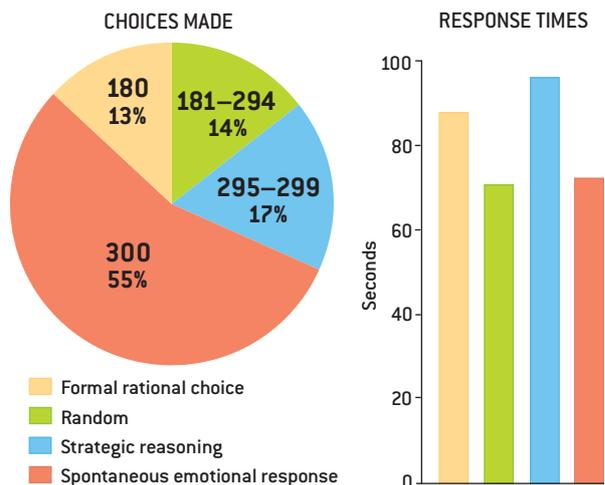 CHOICES MADE
180
13%
181–294
14%
295–299
17%
300
55%
Formal rational choice
Random
Strategic reasoning
Spontaneous emotional response
RESPONSE TIMES
Seconds
100
80
60
40
20
0